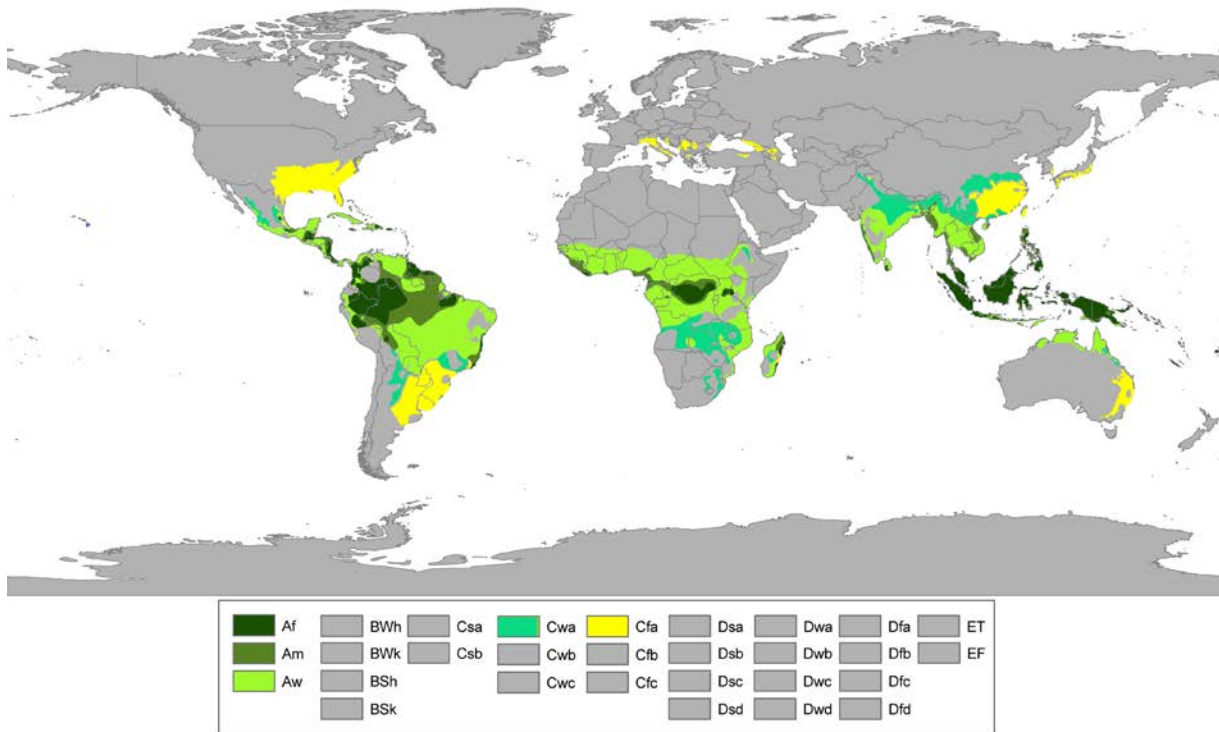 Af BWh Csa Cwa Cfa Dsa Dwa Dfa ET
Am BWk Csb Cwb Cfb Dsb Dwb Dfb EF
Aw BSh Cwc Cfc Dsc Dwc Dfc
BSk Dsd Dwd Dfd